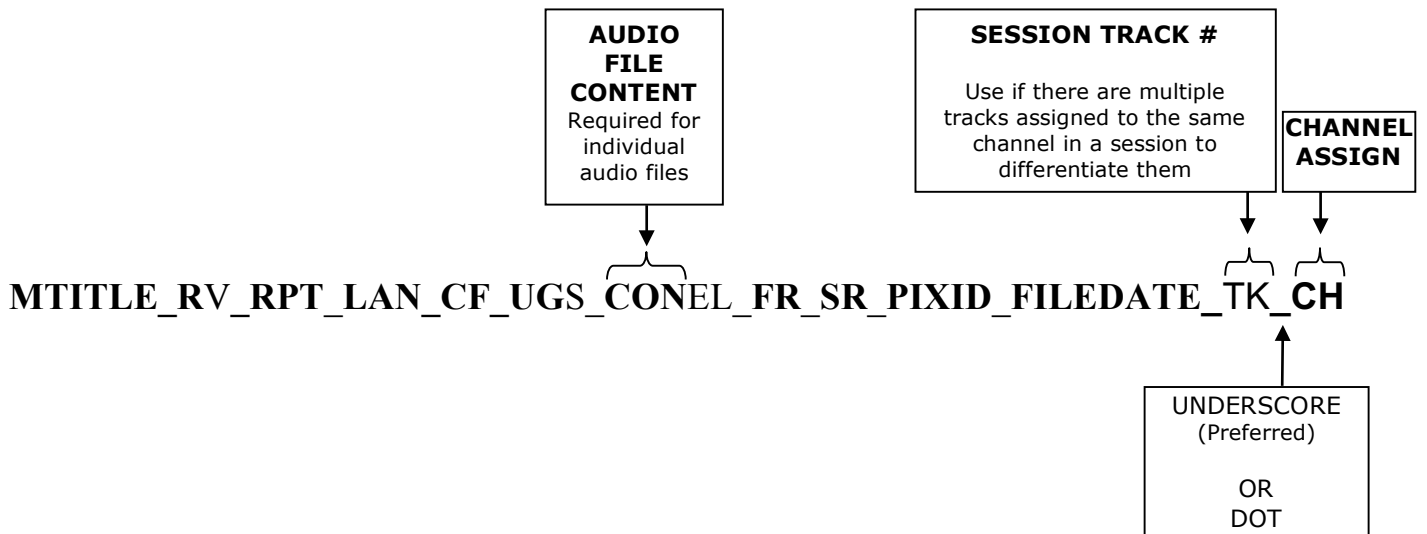 AUDIO
FILE
CONTENT
Required for
individual
audio files
SESSION TRACK #
Use if there are multiple
tracks assigned to the same
channel in a session to
differentiate them
CHANNEL
ASSIGN
MTITLE_RV_RPT_LAN_CF_UGS_CONEL_FR_SR_PIXID_FILEDATE_TK_CH
UNDERSCORE
(Preferred)
OR
DOT